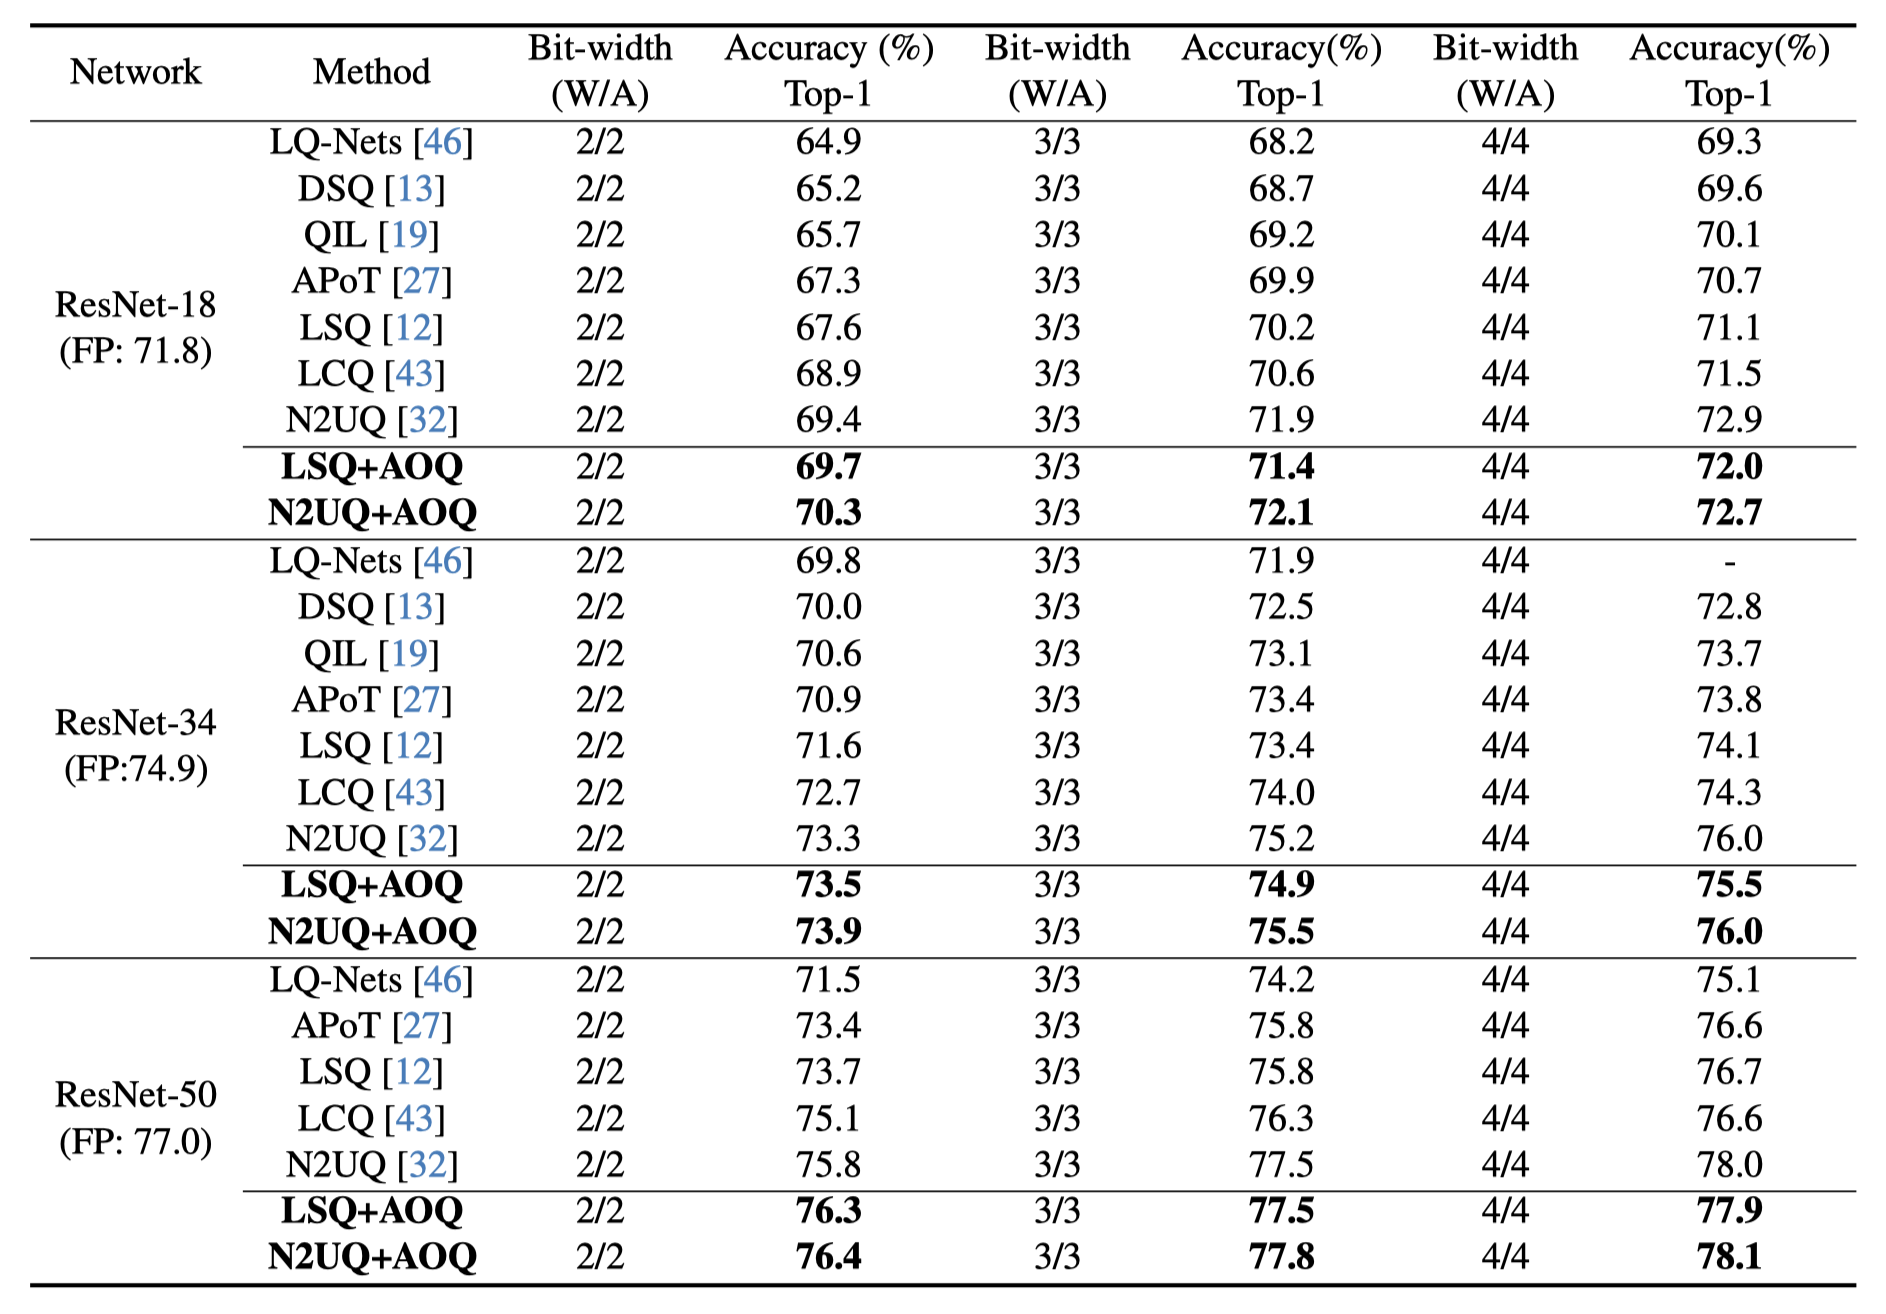 Network Method Bit-width (W/A) Accuracy (%) Top-1 Bit-width (W/A) Accuracy(%) Top-1 Bit-width (W/A) Accuracy(%) Top-1
ResNet-18 (FP: 71.8)
LQ-Nets [46] 2/2 64.9 3/3 68.2 4/4 69.3
DSQ [13] 2/2 65.2 3/3 68.7 4/4 69.6
QIL [19] 2/2 65.7 3/3 69.2 4/4 70.1
APoT [27] 2/2 67.3 3/3 69.9 4/4 70.7
LSQ [12] 2/2 67.6 3/3 70.2 4/4 71.1
LCQ [43] 2/2 68.9 3/3 70.6 4/4 71.5
N2UQ [32] 2/2 69.4 3/3 71.9 4/4 72.9
LSQ+AOQ 2/2 69.7 3/3 71.4 4/4 72.0
N2UQ+AOQ 2/2 70.3 3/3 72.1 4/4 72.7
ResNet-34 (FP:74.9)
LQ-Nets [46] 2/2 69.8 3/3 71.9 4/4 -
DSQ [13] 2/2 70.0 3/3 72.5 4/4 72.8
QIL [19] 2/2 70.6 3/3 73.1 4/4 73.7
APoT [27] 2/2 70.9 3/3 73.4 4/4 73.8
LSQ [12] 2/2 71.6 3/3 73.4 4/4 74.1
LCQ [43] 2/2 72.7 3/3 74.0 4/4 74.3
N2UQ [32] 2/2 73.3 3/3 75.2 4/4 76.0
LSQ+AOQ 2/2 73.5 3/3 74.9 4/4 75.5
N2UQ+AOQ 2/2 73.9 3/3 75.5 4/4 76.0
ResNet-50 (FP: 77.0)
LQ-Nets [46] 2/2 71.5 3/3 74.2 4/4 75.1
APoT [27] 2/2 73.4 3/3 75.8 4/4 76.6
LSQ [12] 2/2 73.7 3/3 75.8 4/4 76.7
LCQ [43] 2/2 75.1 3/3 76.3 4/4 76.6
N2UQ [32] 2/2 75.8 3/3 77.5 4/4 78.0
LSQ+AOQ 2/2 76.3 3/3 77.5 4/4 77.9
N2UQ+AOQ 2/2 76.4 3/3 77.8 4/4 78.1